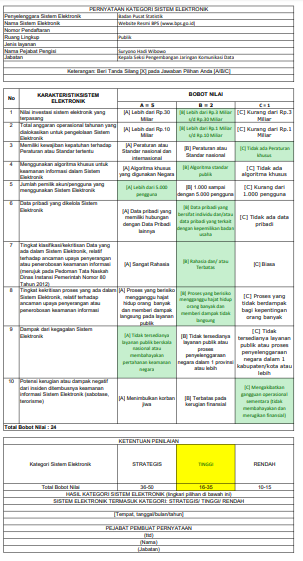 PERNYATAAN KATEGORI SISTEM ELEKTRONIK
Penyelenggara Sistem Elektronik Badan Pusat Statistik
Nama Sistem Elektronik Website Resmi BPS (www.bps.go.id)
Nomor Pendaftaran
Ruang Lingkup Publik
Jenis layanan
Nama Pejabat Pengisi Suryono Hadi Wibowo
Jabatan Kepala Seksi Pengembangan Jaringan Komunikasi Data
Keterangan: Beri Tanda Silang [X] pada Jawaban Pilihan Anda [A/B/C]
No KARAKTERISTIKSISTEM ELEKTRONIK BOBOT NILAI
A = 5 B = 2 C = 1
1 Nilai investasi sistem elektronik yang terpasang [A] Lebih dari Rp.30 Miliar [B] Lebih dari Rp.3 Miliar s/d Rp.30 Miliar [C] Kurang dari Rp.3 Miliar
2 Total anggaran operasional tahunan yang dialokasikan untuk pengelolaan Sistem Elektronik [A] Lebih dari Rp.10 Miliar [B] Lebih dari Rp.1 Miliar s/d Rp.10 Miliar [C] Kurang dari Rp.1 Miliar
3 Memiliki kewajiban kepatuhan terhadap Peraturan atau Standar tertentu [A] Peraturan atau Standar nasional dan internasional [B] Peraturan atau Standar nasional [C] Tidak ada Peraturan khusus
4 Menggunakan algoritma khusus untuk keamanan informasi dalam Sistem Elektronik [A] Algoritma khusus yang digunakan Negara [B] Algoritma standar publik [C] Tidak ada algoritma khusus
5 Jumlah pemilik akun/pengguna yang menggunakan Sistem Elektronik [A] Lebih dari 5.000 pengguna [B] 1.000 sampai dengan 5.000 pengguna [C] Kurang dari 1.000 pengguna
6 Data pribadi yang dikelola Sistem Elektronik [A] Data pribadi yang memiliki hubungan dengan Data Pribadi lainnya [B] Data pribadi yang bersifat individu dan/atau data pribadi yang terkait dengan kepemilikan badan usaha [C] Tidak ada data pribadi
7 Tingkat klasifikasi/kekritisan Data yang ada dalam Sistem Elektronik, relatif terhadap ancaman upaya penyerangan atau penerobosan keamanan informasi (merujuk pada Pedoman Tata Naskah Dinas Instansi Pemerintah Nomor 80 Tahun 2012) [A] Sangat Rahasia [B] Rahasia dan/ atau Terbatas [C] Biasa
8 Tingkat kekritisan proses yang ada dalam Sistem Elektronik, relatif terhadap ancaman upaya penyerangan atau penerobosan keamanan informasi [A] Proses yang berisiko mengganggu hajat hidup orang banyak dan memberi dampak langsung pada layanan publik [B] Proses yang berisiko mengganggu hajat hidup orang banyak dan memberi dampak tidak langsung [C] Proses yang tidak berdampak bagi kepentingan orang banyak
9 Dampak dari kegagalan Sistem Elektronik [A] Tidak tersedianya layanan publik berskala nasional atau membahayakan pertahanan keamanan negara [B] Tidak tersedianya layanan publik atau proses penyelenggaraan negara dalam 1 provinsi atau lebih [C] Tidak tersedianya layanan publik atau proses penyelenggaraan negara dalam 1 kabupaten/kota atau lebih
10 Potensi kerugian atau dampak negatif dari insiden ditembusnya keamanan informasi Sistem Elektronik (sabotase, terorisme) [A] Menimbulkan korban jiwa [B] Terbatas pada kerugian finansial [C] Mengakibatkan gangguan operasional sementara (tidak membahayakan dan merugikan finansial)
Total Bobot Nilai : 24
KETENTUAN PENILAIAN
Kategori Sistem Elektronik STRATEGIS TINGGI RENDAH
Total Bobot Nilai 36-50 16-35 10-15
HASIL KATEGORI SISTEM ELEKTRONIK (lingkari pilihan di bawah ini)
SISTEM ELEKTRONIK TERMASUK KATEGORI: STRATEGIS/ TINGGI/ RENDAH
[Tempat, tanggal/bulan/tahun]
PEJABAT PEMBUAT PERNYATAAN
(ttd)
(Nama)
(Jabatan)